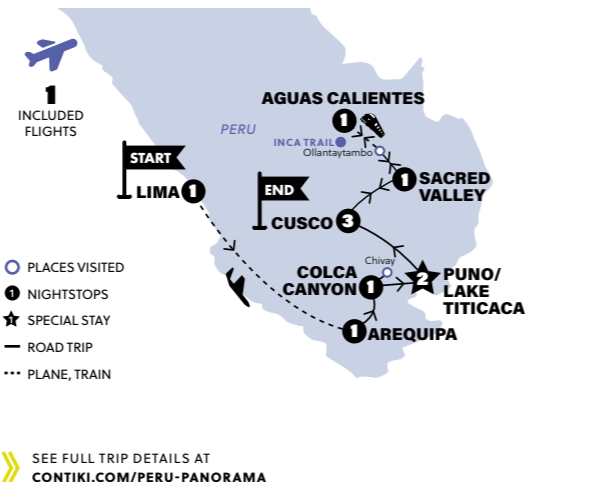 1
INCLUDED
FLIGHTS
AGUAS CALIENTES
1
PERU
INCA TRAIL
Ollantaytambo
START
LIMA 1
1 SACRED
VALLEY
END
CUSCO 3
Chivay
COLCA
CANYON 1
2 PUNO/
LAKE
TITICACA
1 AREQUIPA
PLACES VISITED
1 NIGHTSTOPS
1 SPECIAL STAY
ROAD TRIP
PLANE, TRAIN
SEE FULL TRIP DETAILS AT
CONTIKI.COM/PERU-PANORAMA